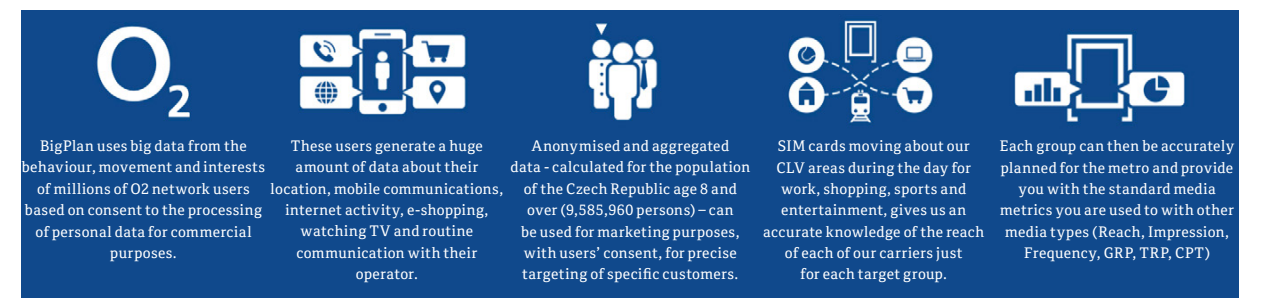 O2
BigPlan uses big data from the
behaviour, movement and interests
of millions of O2 network users
based on consent to the processing
of personal data for commercial
purposes.
These users generate a huge
amount of data about their
location, mobile communications,
internet activity, e-shopping,
watching TV and routine
communication with their
operator.
Anonymised and aggregated
data - calculated for the population
of the Czech Republic age 8 and
over (9,585,960 persons) – can
be used for marketing purposes,
with users’ consent, for precise
targeting of specific customers.
SIM cards moving about our
CLV areas during the day for
work, shopping, sports and
entertainment, gives us an
accurate knowledge of the reach
of each of our carriers just
for each target group.
Each group can then be accurately
planned for the metro and provide
you with the standard media
metrics you are used to with other
media types (Reach, Impression,
Frequency, GRP, TRP, CPT)